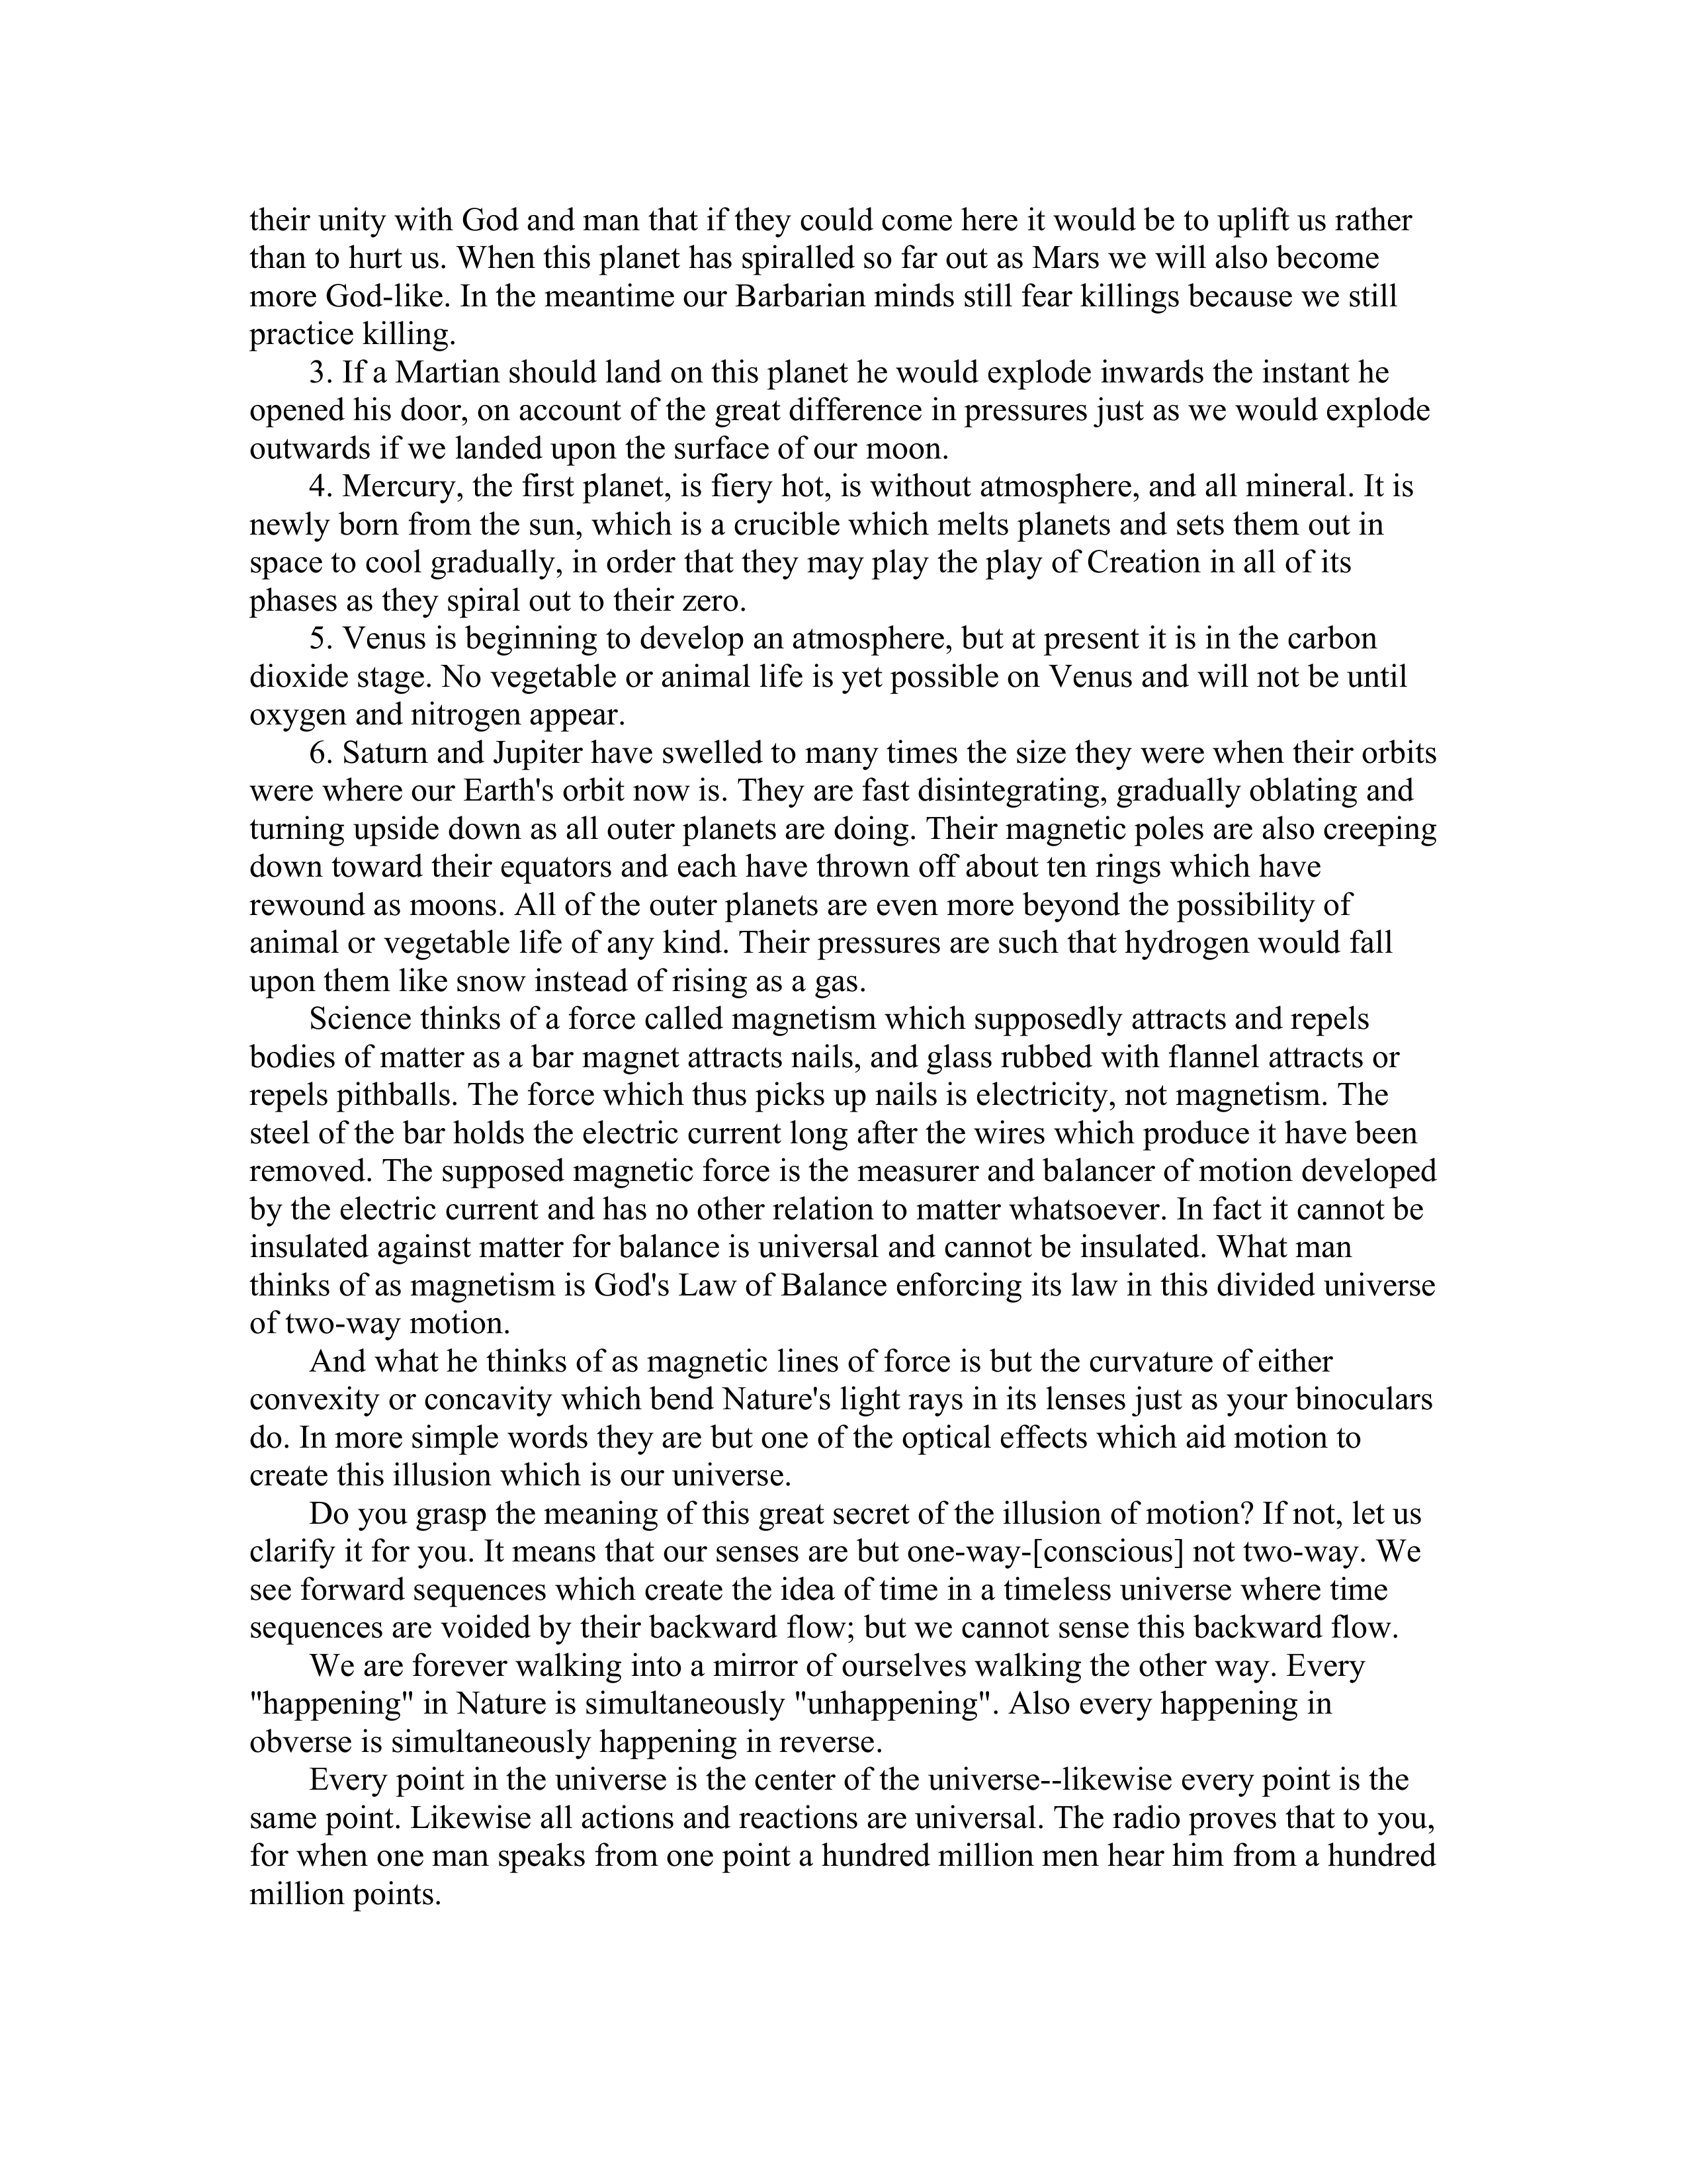 their unity with God and man that if they could come here it would be to uplift us rather
than to hurt us. When this planet has spiralled so far out as Mars we will also become
more God-like. In the meantime our Barbarian minds still fear killings because we still
practice killing.
3. If a Martian should land on this planet he would explode inwards the instant he
opened his door, on account of the great difference in pressures just as we would explode
outwards if we landed upon the surface of our moon.
4. Mercury, the first planet, is fiery hot, is without atmosphere, and all mineral. It is
newly born from the sun, which is a crucible which melts planets and sets them out in
space to cool gradually, in order that they may play the play of Creation in all of its
phases as they spiral out to their zero.
5. Venus is beginning to develop an atmosphere, but at present it is in the carbon
dioxide stage. No vegetable or animal life is yet possible on Venus and will not be until
oxygen and nitrogen appear.
6. Saturn and Jupiter have swelled to many times the size they were when their orbits
were where our Earth's orbit now is. They are fast disintegrating, gradually oblating and
turning upside down as all outer planets are doing. Their magnetic poles are also creeping
down toward their equators and each have thrown off about ten rings which have
rewound as moons. All of the outer planets are even more beyond the possibility of
animal or vegetable life of any kind. Their pressures are such that hydrogen would fall
upon them like snow instead of rising as a gas.
Science thinks of a force called magnetism which supposedly attracts and repels
bodies of matter as a bar magnet attracts nails, and glass rubbed with flannel attracts or
repels pithballs. The force which thus picks up nails is electricity, not magnetism. The
steel of the bar holds the electric current long after the wires which produce it have been
removed. The supposed magnetic force is the measurer and balancer of motion developed
by the electric current and has no other relation to matter whatsoever. In fact it cannot be
insulated against matter for balance is universal and cannot be insulated. What man
thinks of as magnetism is God's Law of Balance enforcing its law in this divided universe
of two-way motion.
And what he thinks of as magnetic lines of force is but the curvature of either
convexity or concavity which bend Nature's light rays in its lenses just as your binoculars
do. In more simple words they are but one of the optical effects which aid motion to
create this illusion which is our universe.
Do you grasp the meaning of this great secret of the illusion of motion? If not, let us
clarify it for you. It means that our senses are but one-way-[conscious] not two-way. We
see forward sequences which create the idea of time in a timeless universe where time
sequences are voided by their backward flow; but we cannot sense this backward flow.
We are forever walking into a mirror of ourselves walking the other way. Every
"happening" in Nature is simultaneously "unhappening". Also every happening in
obverse is simultaneously happening in reverse.
Every point in the universe is the center of the universe--likewise every point is the
same point. Likewise all actions and reactions are universal. The radio proves that to you,
for when one man speaks from one point a hundred million men hear him from a hundred
million points.